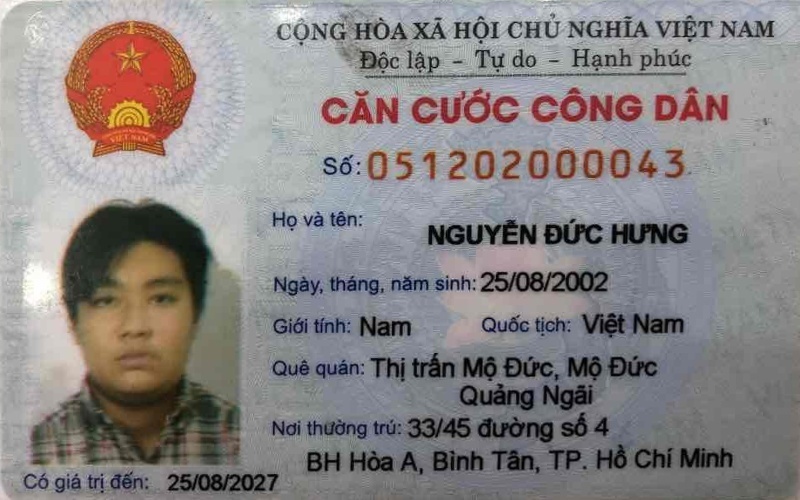 CỘNG HÒA XÃ HỘI CHỦ NGHĨA VIỆT NAM
Độc lập - Tự do - Hạnh phúc
CĂN CƯỚC CÔNG DÂN
Số: 051202000043
Họ và tên: NGUYỄN ĐỨC HƯNG
Ngày, tháng, năm sinh: 25/08/2002
Giới tính: Nam Quốc tịch: Việt Nam
Quê quán: Thị trấn Mộ Đức, Mộ Đức
Quảng Ngãi
Nơi thường trú: 33/45 đường số 4
BH Hòa A, Bình Tân, TP. Hồ Chí Minh
Có giá trị đến: 25/08/2027